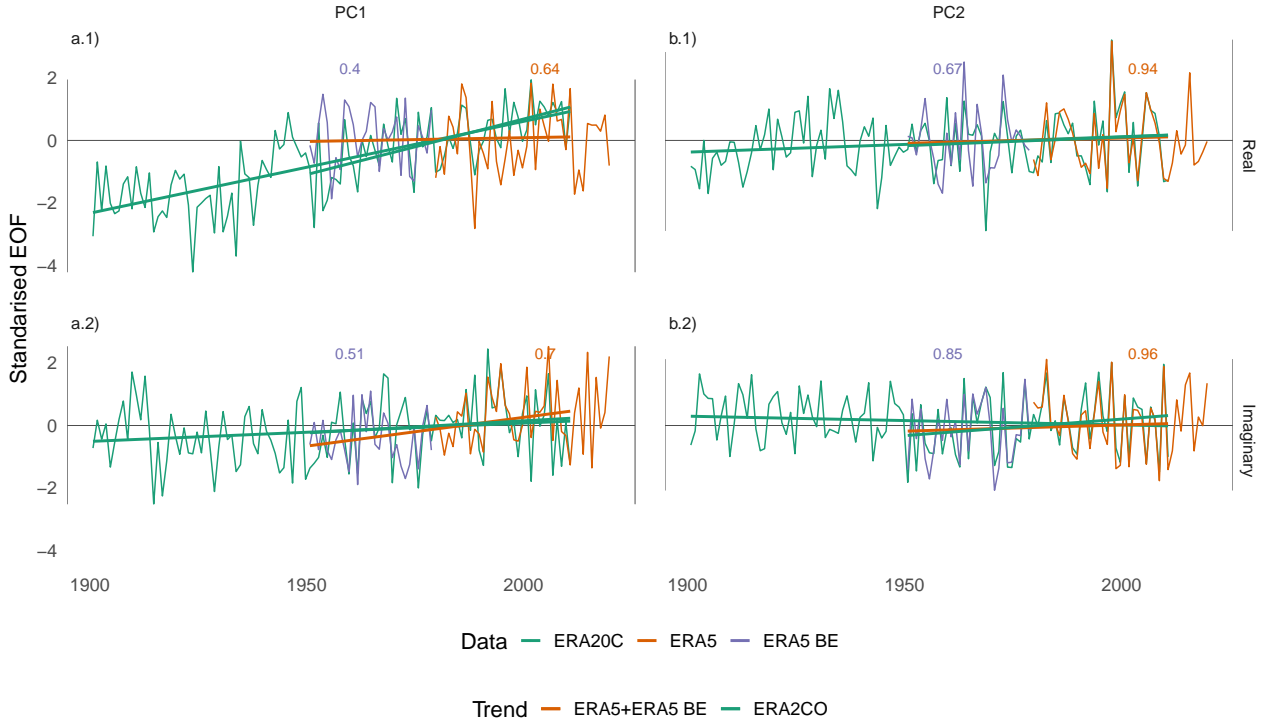 PC1 PC2
a.1) b.1)
0.4 0.64 0.67 0.94
2
0
−2
−4
Real
Standarised EOF
a.2) b.2)
0.51 0.7 0.85 0.96
2
0
−2
−4
Imaginary
1900 1950 2000 1900 1950 2000
Data ERA20C ERA5 ERA5 BE
Trend ERA5+ERA5 BE ERA2CO